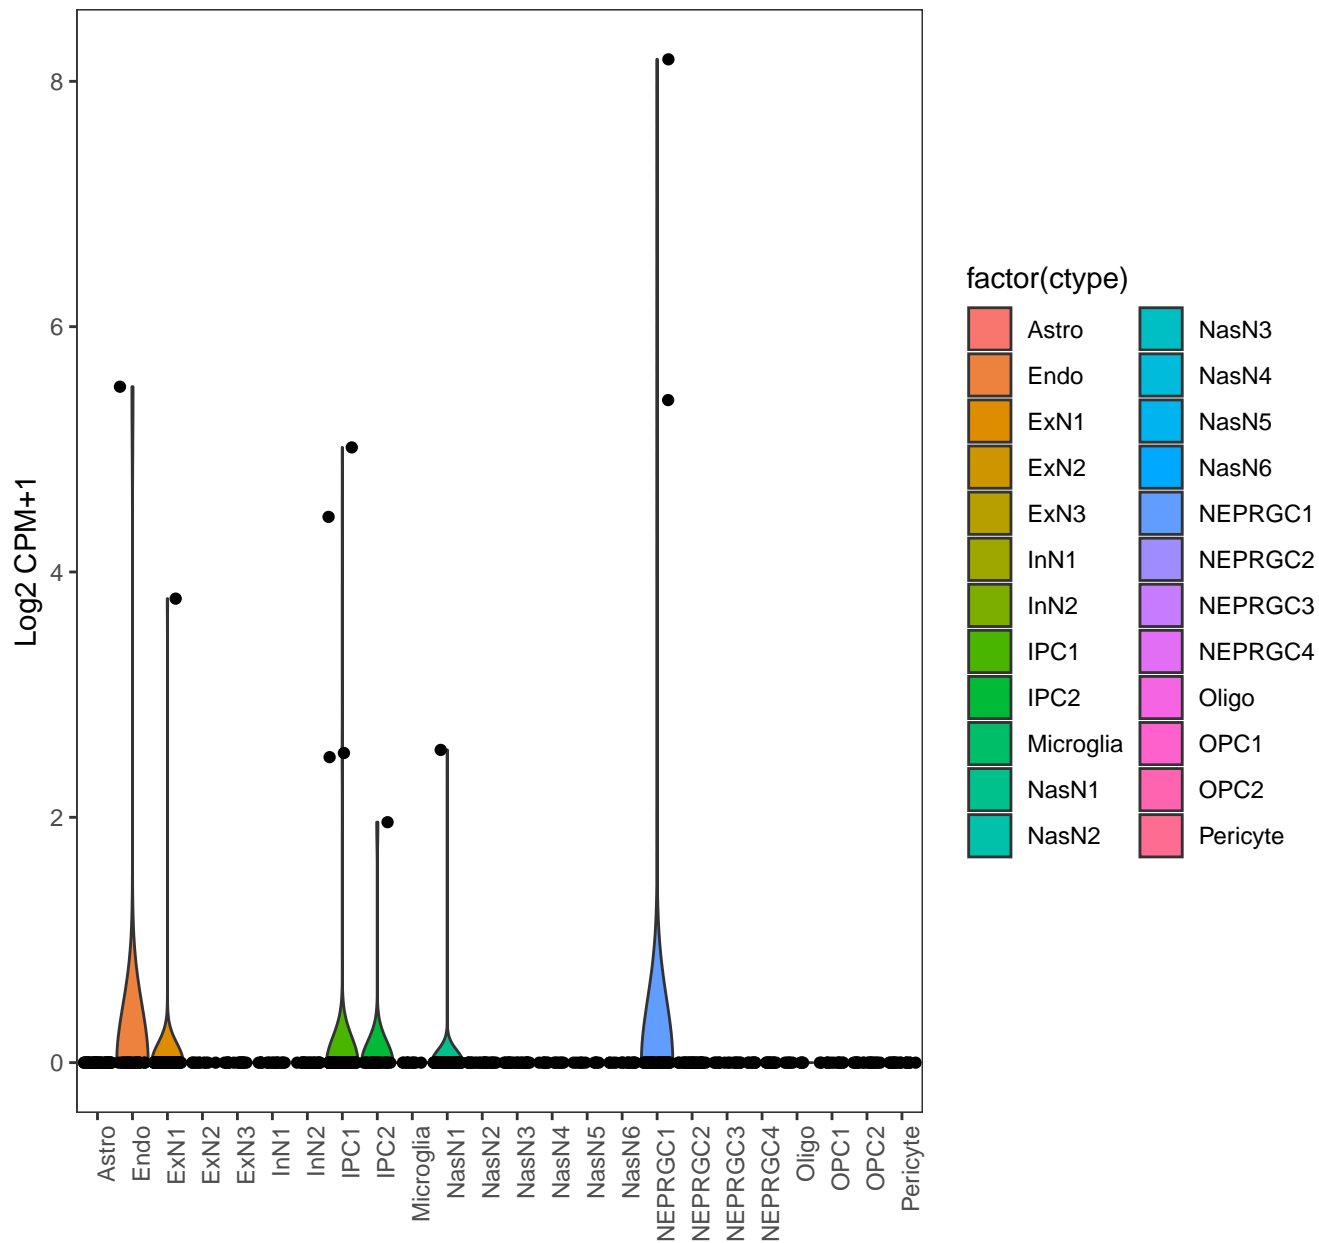 8
6
4
2
0
Log2 CPM+1
Astro
Endo
ExN1
ExN2
ExN3
InN1
InN2
IPC1
IPC2
Microglia
NasN1
NasN2
NasN3
NasN4
NasN5
NasN6
NEPRGC1
NEPRGC2
NEPRGC3
NEPRGC4
Oligo
OPC1
OPC2
Pericyte
factor(ctype)
Astro
Endo
ExN1
ExN2
ExN3
InN1
InN2
IPC1
IPC2
Microglia
NasN1
NasN2
NasN3
NasN4
NasN5
NasN6
NEPRGC1
NEPRGC2
NEPRGC3
NEPRGC4
Oligo
OPC1
OPC2
Pericyte